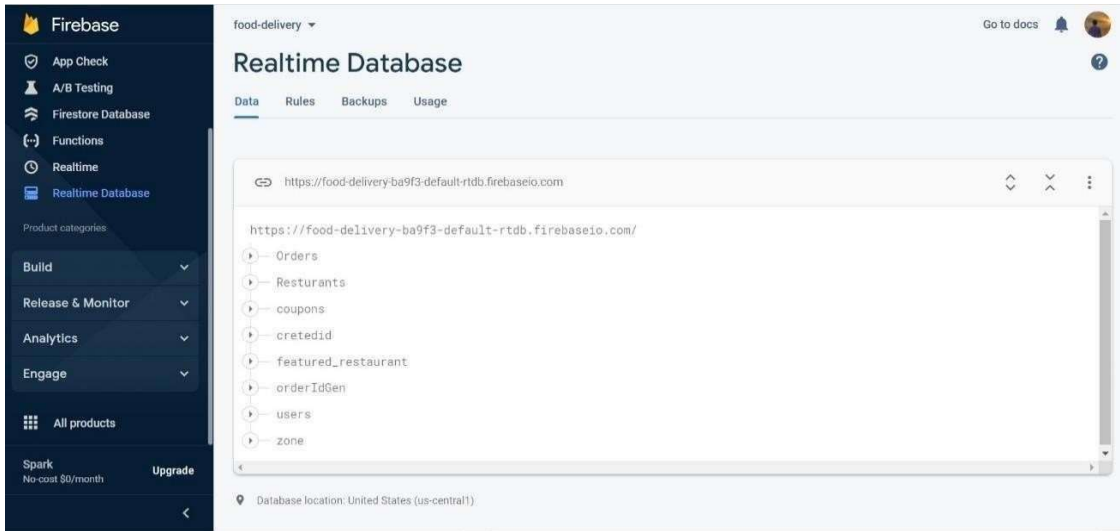 Firebase
App Check
A/B Testing
Firestore Database
Functions
Realtime
Realtime Database
Product categories
Build
Release & Monitor
Analytics
Engage
All products
Spark
No-cost $0/month
Upgrade
food-delivery
Go to docs
Realtime Database
Data Rules Backups Usage
https://food-delivery-ba9f3-default-rtdb.firebaseio.com
https://food-delivery-ba9f3-default-rtdb.firebaseio.com/
Orders
Resturants
coupons
cretedid
featured_restaurant
orderIdGen
users
zone
Database location: United States (us-central1)